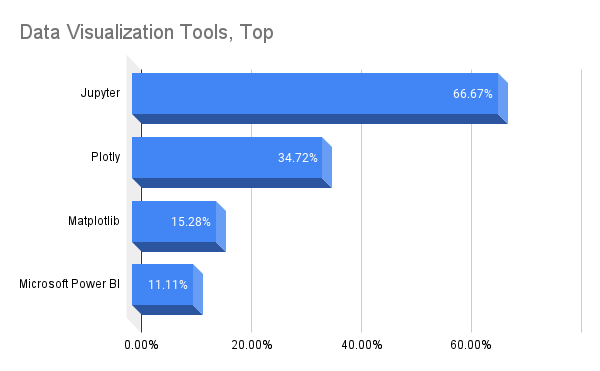 Data Visualization Tools, Top
Jupyter
66.67%
Plotly
34.72%
Matplotlib
15.28%
Microsoft Power BI
11.11%
0.00%
20.00%
40.00%
60.00%